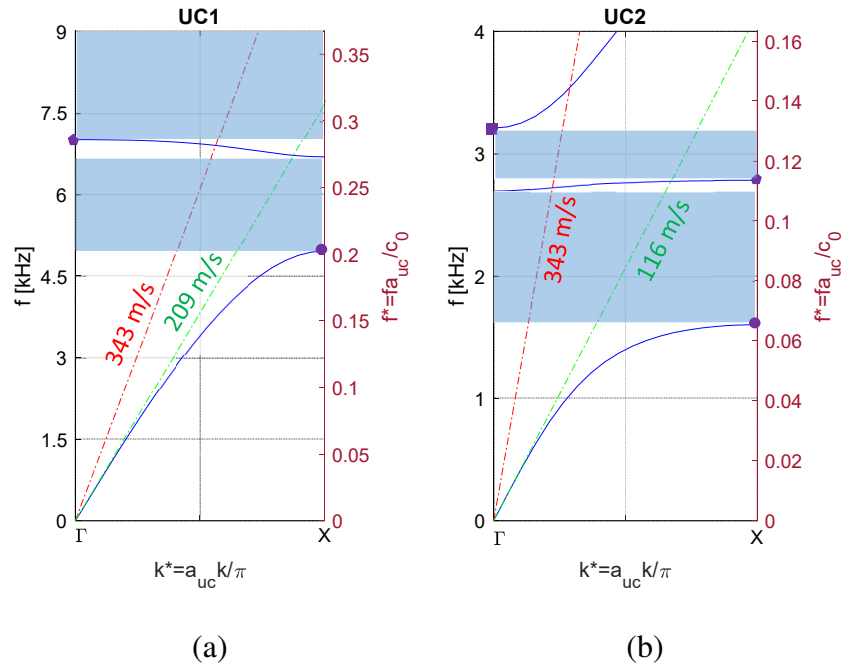 UC1
9
7.5
6
4.5
3
1.5
0
f [kHz]
343 m/s
209 m/s
0.35
0.3
0.25
0.2
0.15
0.1
0.05
0
f*=fa_uc/c_0
Γ
X
k*=a_uc k/π
(a)
UC2
4
3
2
1
0
f [kHz]
343 m/s
116 m/s
0.16
0.14
0.12
0.1
0.08
0.06
0.04
0.02
0
f*=fa_uc/c_0
Γ
X
k*=a_uc k/π
(b)